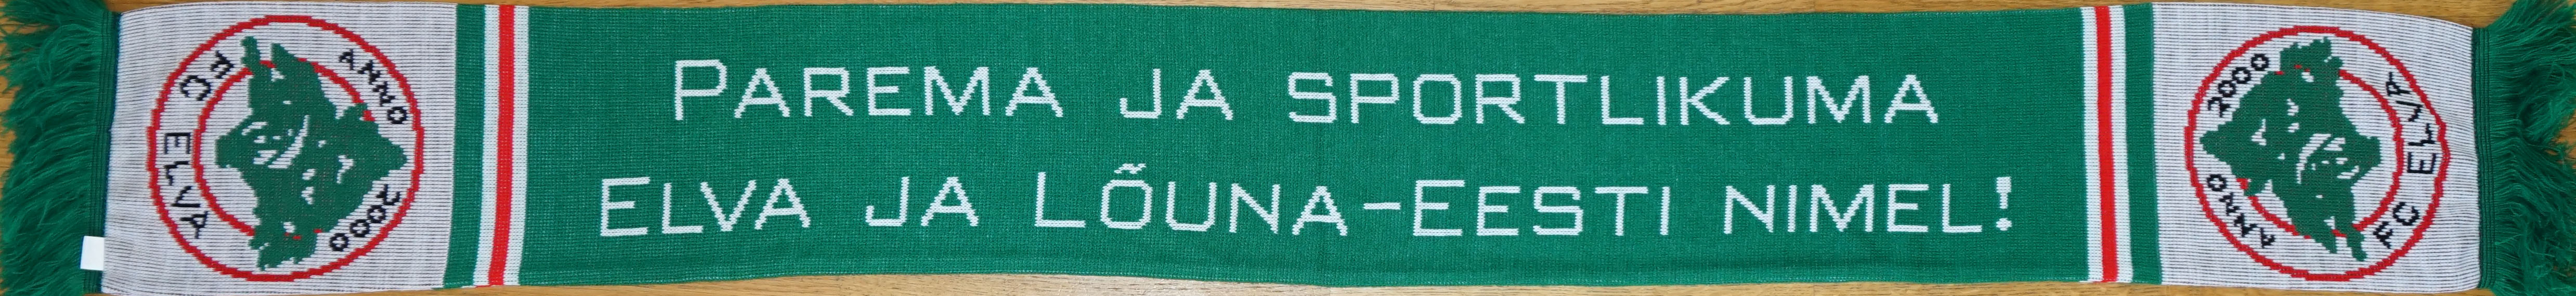 FC ELVA
ANNO 2000
PAREMA JA SPORTLIKUMA
ELVA JA LÕUNA-EESTI NIMEL!
FC ELVA
ANNO 2000